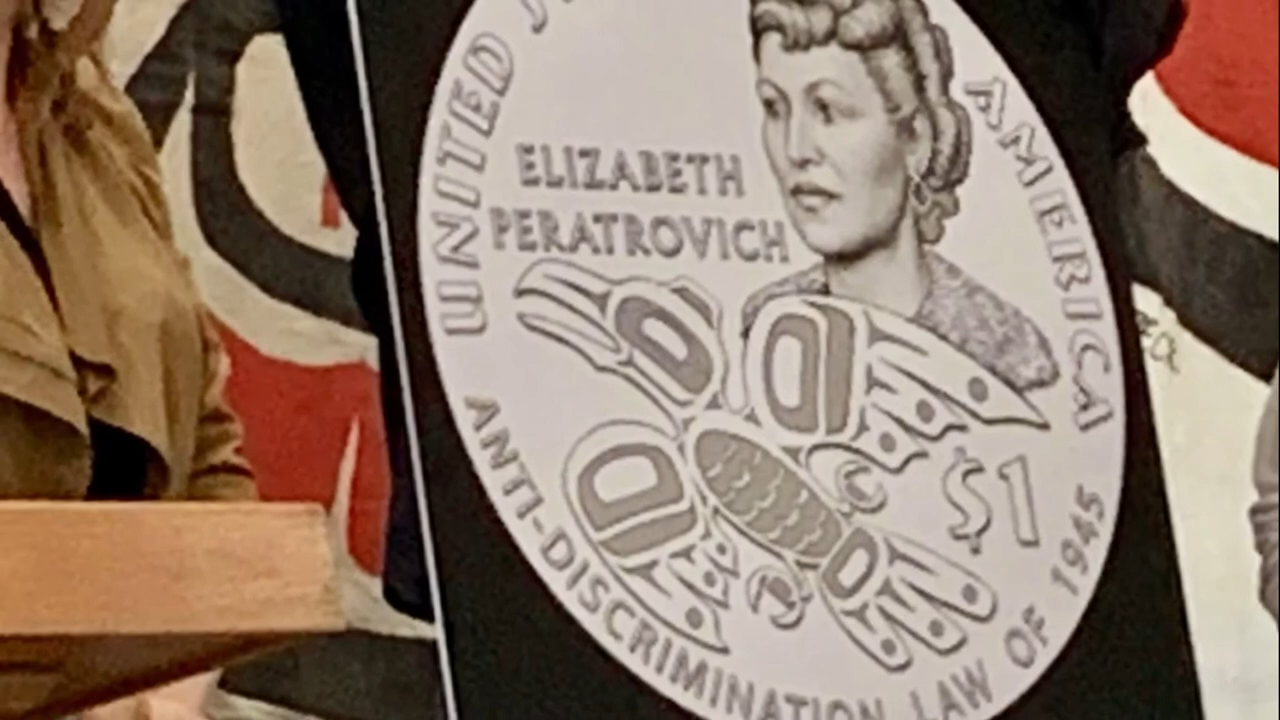 UNITED
AMERICA
ELIZABETH
PERATROVICH
$1
ANTI-DISCRIMINATION LAW OF 1945